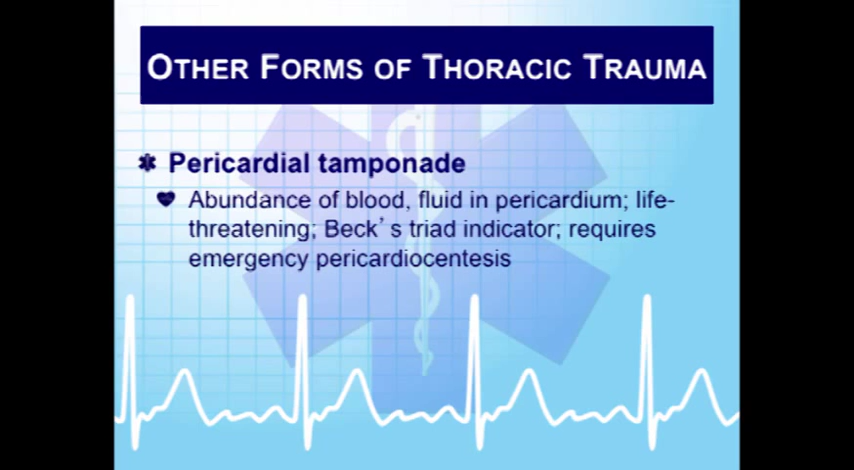 OTHER FORMS OF THORACIC TRAUMA
Pericardial tamponade
Abundance of blood, fluid in pericardium; life-
threatening; Beck’s triad indicator; requires
emergency pericardiocentesis